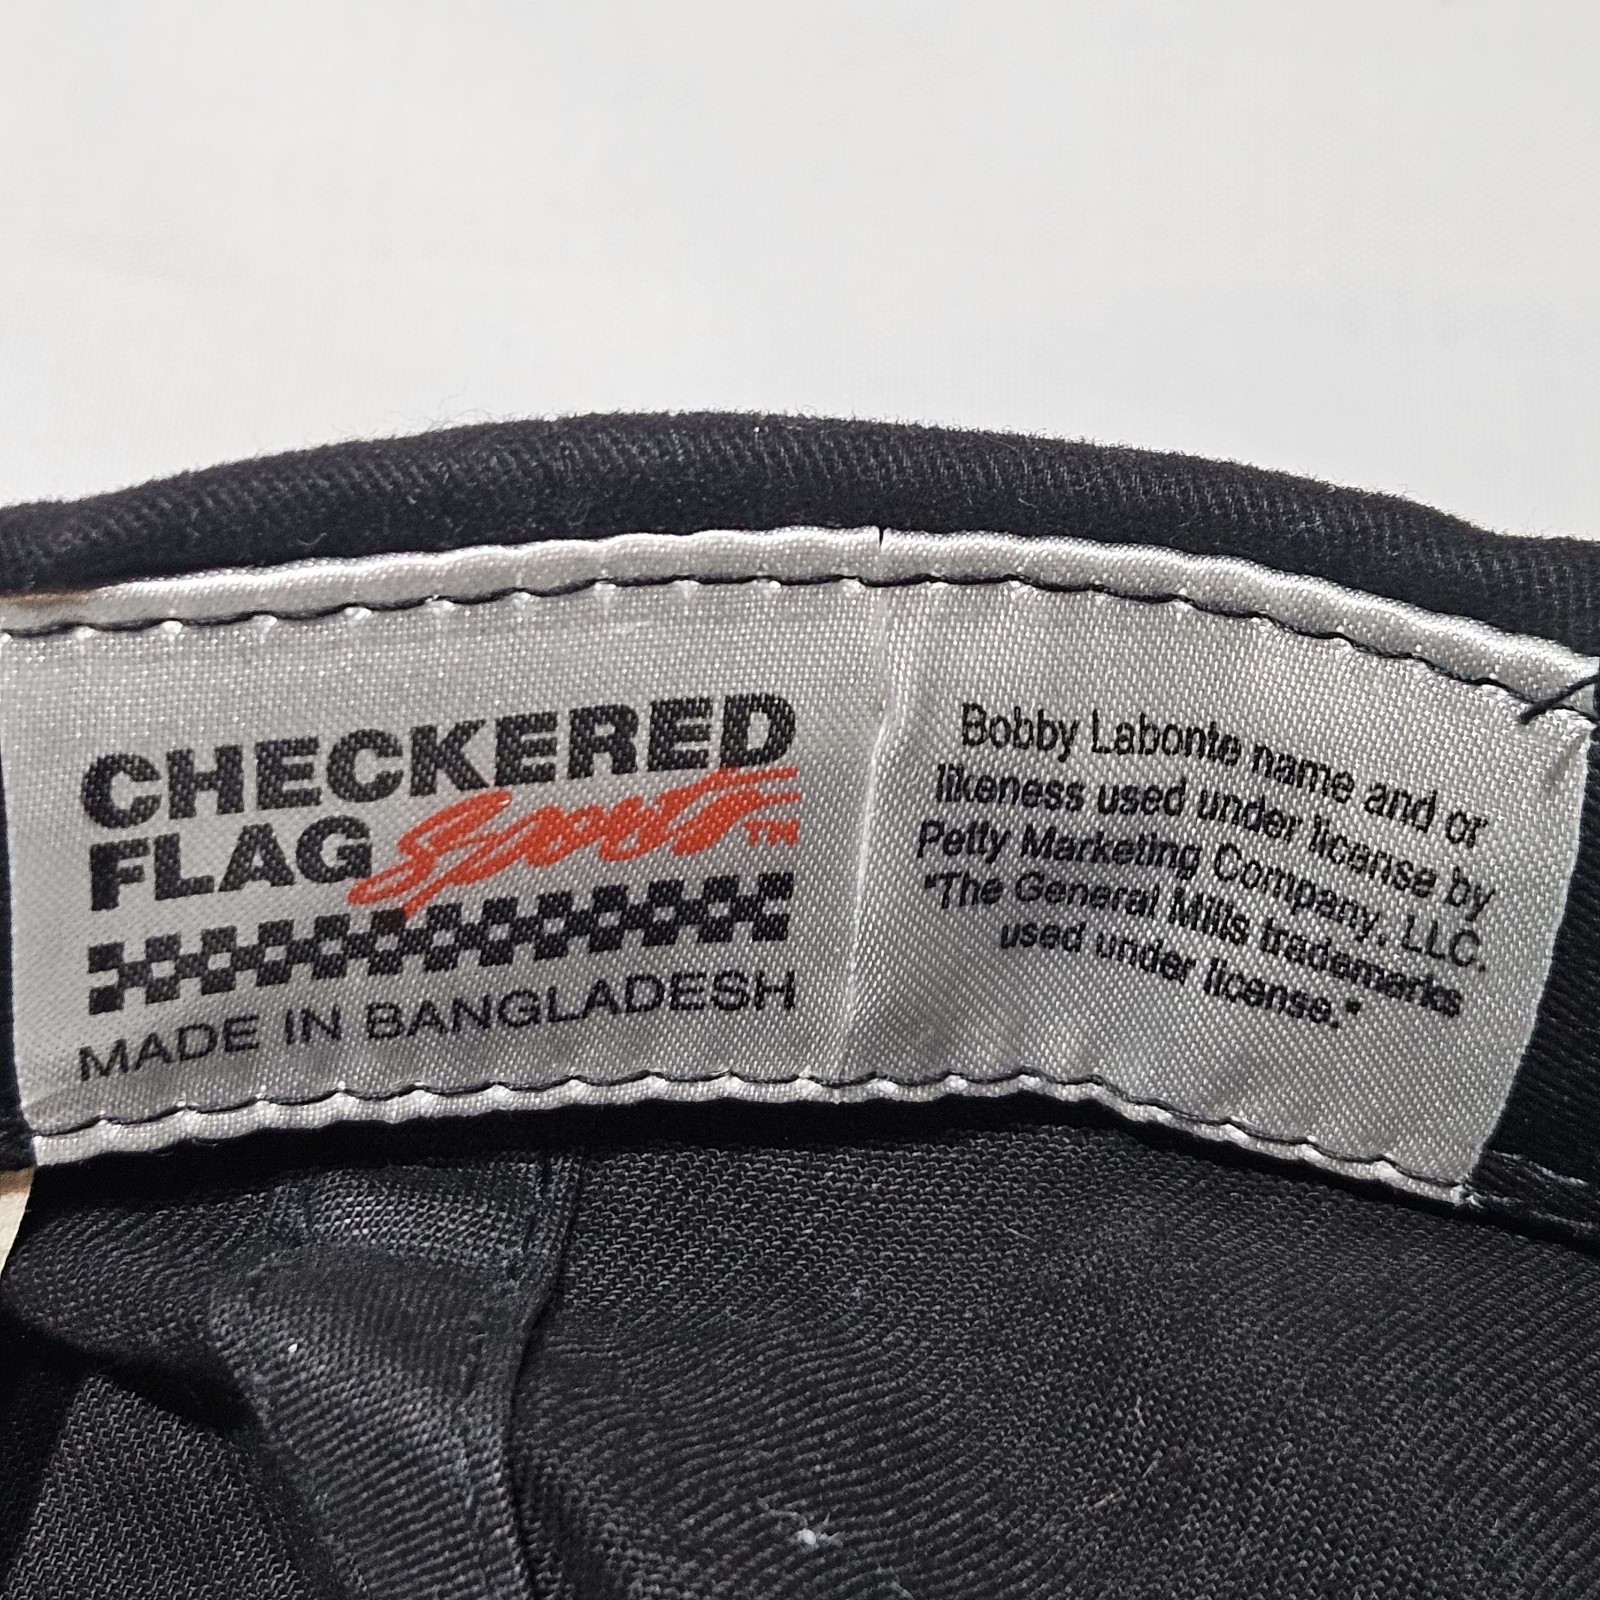 CHECKERED
FLAG Sports™
MADE IN BANGLADESH
Bobby Labonte name and or
likeness used under license by
Petty Marketing Company, LLC.
"The General Mills trademarks
used under license."